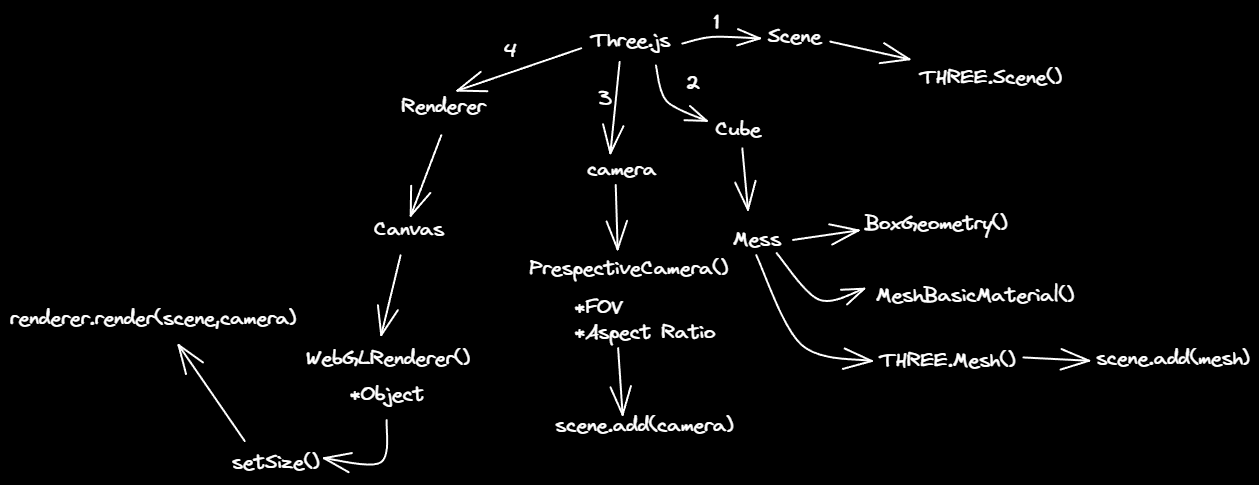 Three.js
1
Scene
THREE.Scene()
2
Cube
Mess
BoxGeometry()
MeshBasicMaterial()
THREE.Mesh()
scene.add(mesh)
3
camera
PrespectiveCamera()
*FOV
*Aspect Ratio
scene.add(camera)
4
Renderer
Canvas
WebGLRenderer()
*Object
setSize()
renderer.render(scene,camera)